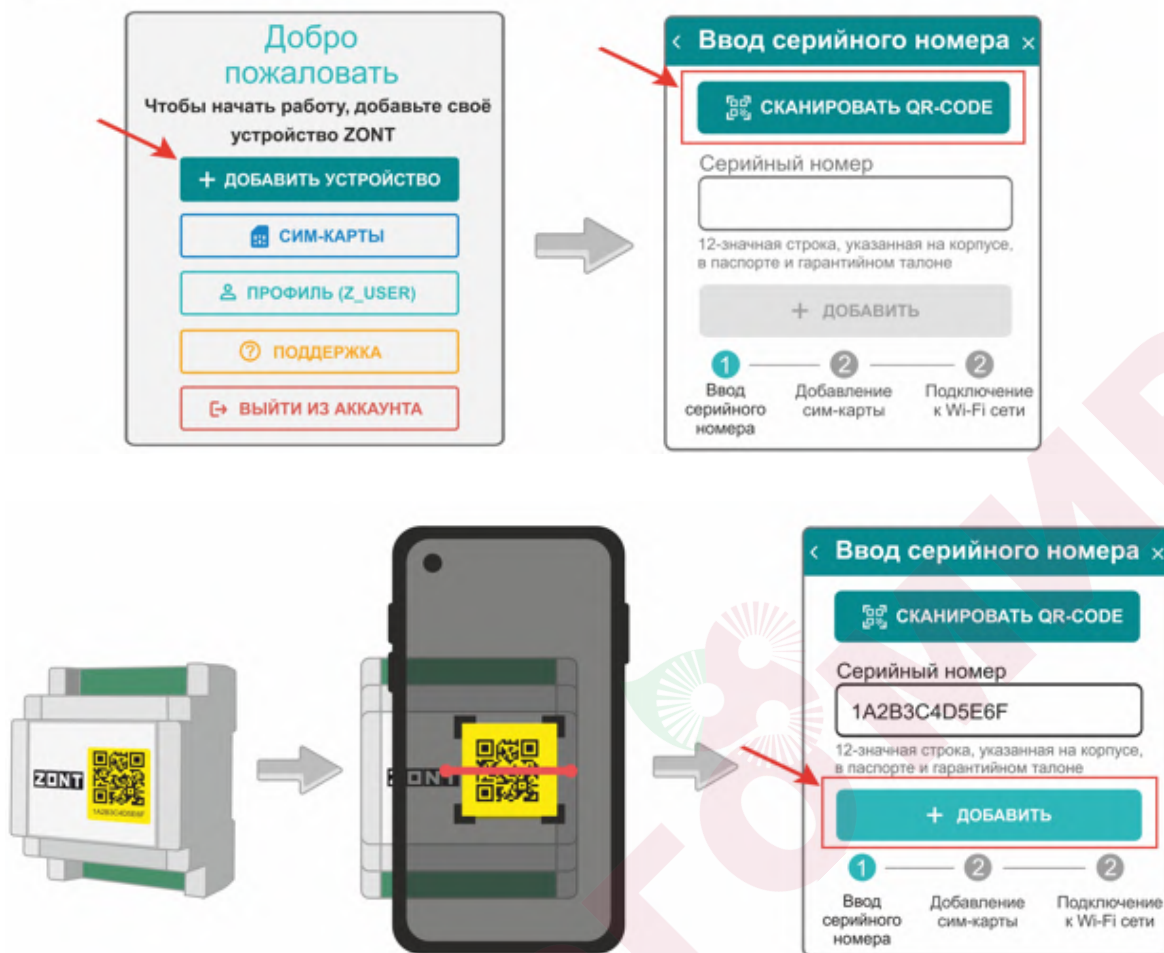 Добро
пожаловать
Чтобы начать работу, добавьте своё
устройство ZONT
+ ДОБАВИТЬ УСТРОЙСТВО
СИМ-КАРТЫ
ПРОФИЛЬ (Z_USER)
ПОДДЕРЖКА
ВЫЙТИ ИЗ АККАУНТА
< Ввод серийного номера ×
СКАНИРОВАТЬ QR-CODE
Серийный номер
12-значная строка, указанная на корпусе,
в паспорте и гарантийном талоне
+ ДОБАВИТЬ
1 2 2
Ввод серийного номера
Добавление сим-карты
Подключение к Wi-Fi сети
ZONT
1A2B3C4D5E6F
ZONT
< Ввод серийного номера ×
СКАНИРОВАТЬ QR-CODE
Серийный номер
1A2B3C4D5E6F
12-значная строка, указанная на корпусе,
в паспорте и гарантийном талоне
+ ДОБАВИТЬ
1 2 2
Ввод серийного номера
Добавление сим-карты
Подключение к Wi-Fi сети